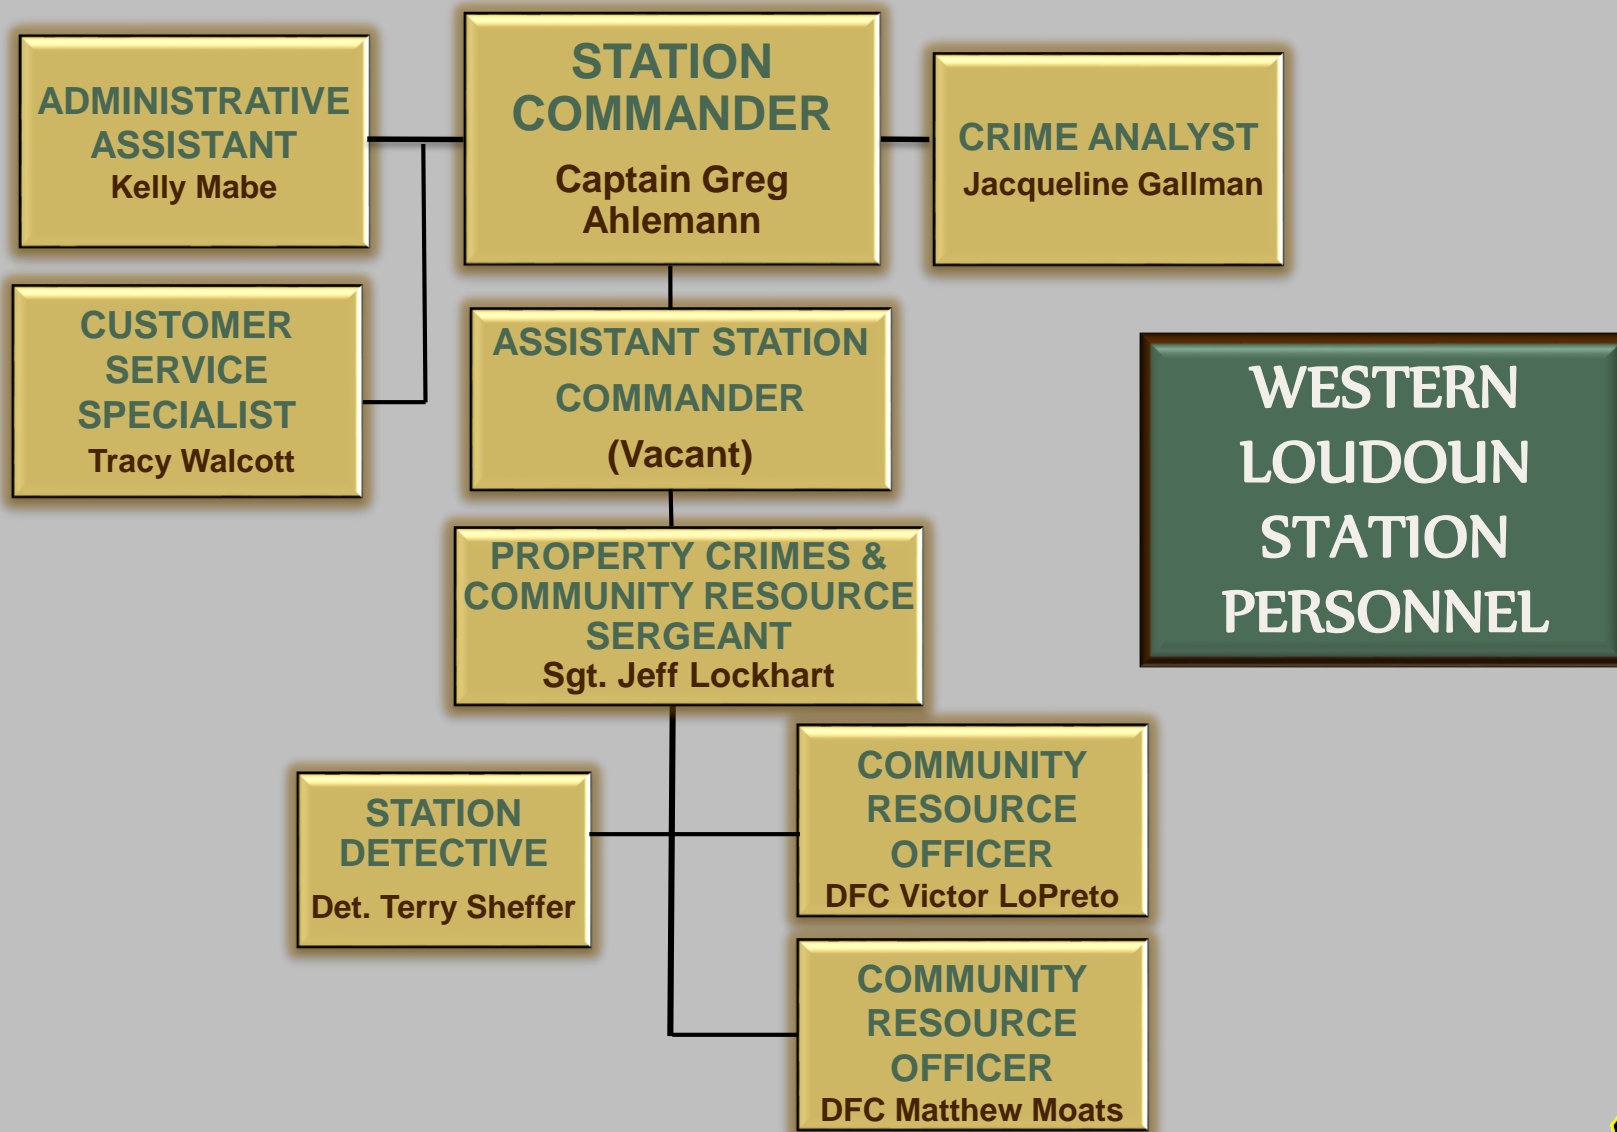 ADMINISTRATIVE
ASSISTANT
Kelly Mabe
STATION
COMMANDER
Captain Greg
Ahlemann
CRIME ANALYST
Jacqueline Gallman
CUSTOMER
SERVICE
SPECIALIST
Tracy Walcott
ASSISTANT STATION
COMMANDER
(Vacant)
WESTERN
LOUDOUN
STATION
PERSONNEL
PROPERTY CRIMES &
COMMUNITY RESOURCE
SERGEANT
Sgt. Jeff Lockhart
STATION
DETECTIVE
Det. Terry Sheffer
COMMUNITY
RESOURCE
OFFICER
DFC Victor LoPreto
COMMUNITY
RESOURCE
OFFICER
DFC Matthew Moats